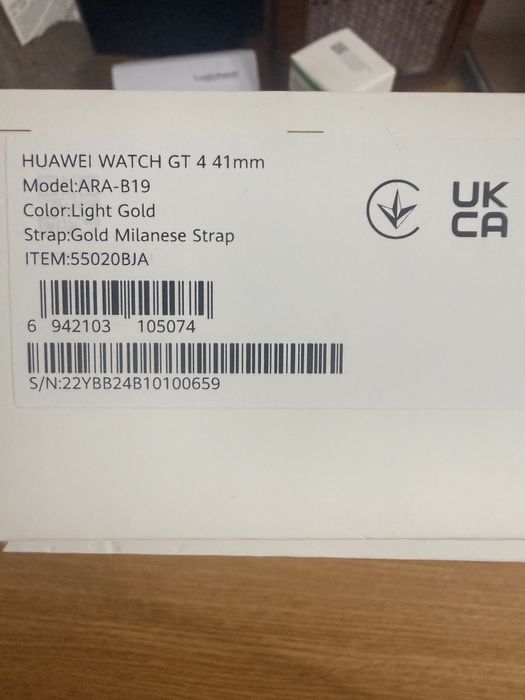 HUAWEI WATCH GT 4 41mm
Model:ARA-B19
Color:Light Gold
Strap:Gold Milanese Strap
ITEM:55020BJA
6 942103 105074
S/N:22YBB24B10100659
UK
CA